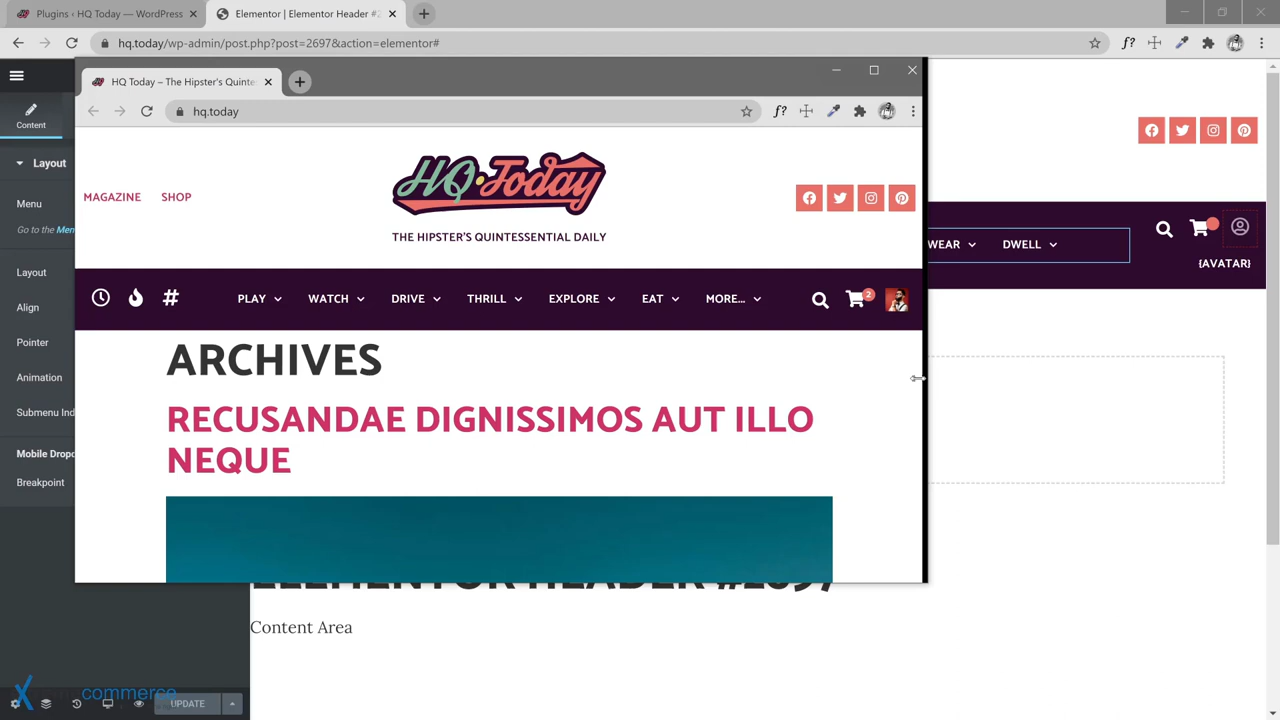 Plugins ‹ HQ Today — WordPress
Elementor | Elementor Header #2
hq.today/wp-admin/post.php?post=2697&action=elementor#
f?
Content
Layout
Menu
Go to the Men
Layout
Align
Pointer
Animation
Submenu Ind
Mobile Dropd
Breakpoint
UPDATE
HQ Today – The Hipster's Quinte
hq.today
f?
MAGAZINE SHOP
HQ Today
THE HIPSTER'S QUINTESSENTIAL DAILY
PLAY WATCH DRIVE THRILL EXPLORE EAT MORE... 2
ARCHIVES
RECUSANDAE DIGNISSIMOS AUT ILLO
NEQUE
WEAR DWELL
{AVATAR}
Content Area
commerce